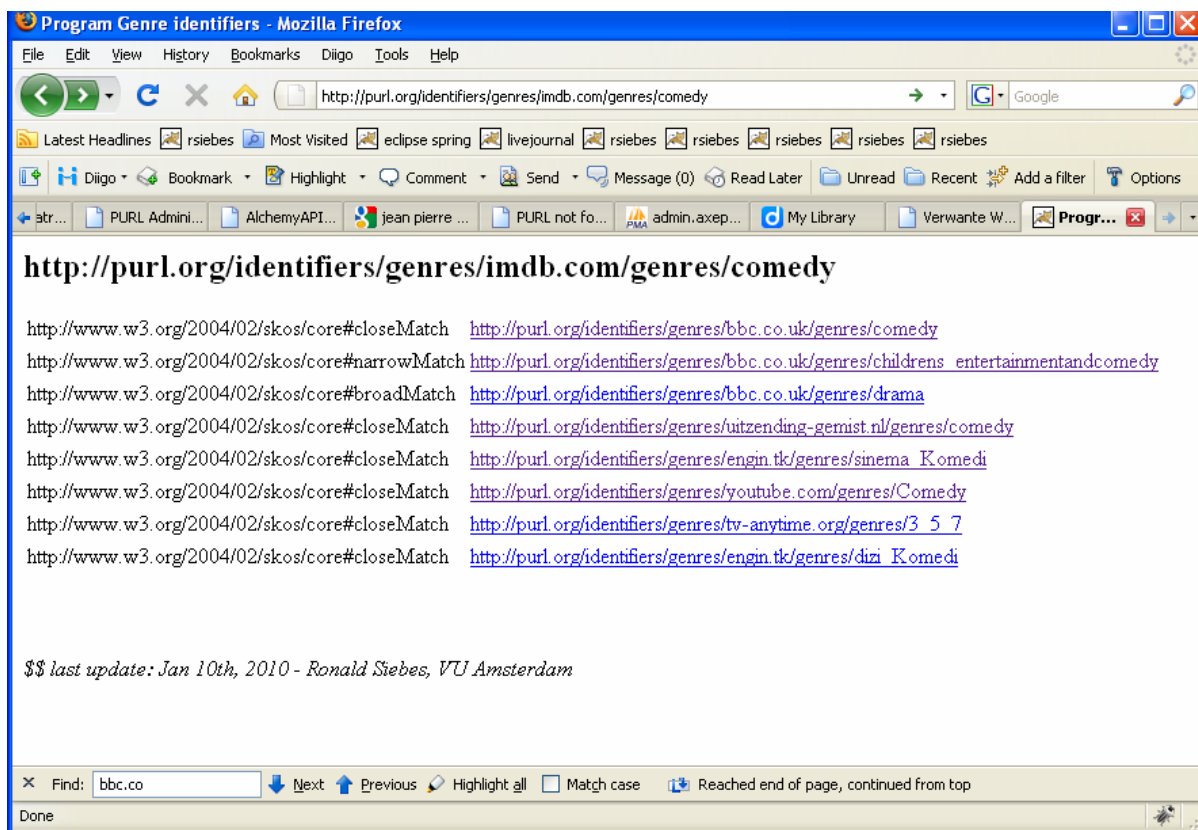 Program Genre identifiers - Mozilla Firefox
File Edit View History Bookmarks Diigo Tools Help
http://purl.org/identifiers/genres/imdb.com/genres/comedy G Google
Latest Headlines rsiebes Most Visited eclipse spring livejournal rsiebes rsiebes rsiebes rsiebes rsiebes
Diigo Bookmark Highlight Comment Send Message (0) Read Later Unread Recent Add a filter Options
atr... PURL Admini... AlchemyAPI... jean pierre ... PURL not fo... PMA admin.axep... d My Library Verwante W... Progr...
http://purl.org/identifiers/genres/imdb.com/genres/comedy
http://www.w3.org/2004/02/skos/core#closeMatch http://purl.org/identifiers/genres/bbc.co.uk/genres/comedy
http://www.w3.org/2004/02/skos/core#narrowMatch http://purl.org/identifiers/genres/bbc.co.uk/genres/childrens_entertainmentandcomedy
http://www.w3.org/2004/02/skos/core#broadMatch http://purl.org/identifiers/genres/bbc.co.uk/genres/drama
http://www.w3.org/2004/02/skos/core#closeMatch http://purl.org/identifiers/genres/uitzending-gemist.nl/genres/comedy
http://www.w3.org/2004/02/skos/core#closeMatch http://purl.org/identifiers/genres/engin.tk/genres/sinema_Komedi
http://www.w3.org/2004/02/skos/core#closeMatch http://purl.org/identifiers/genres/youtube.com/genres/Comedy
http://www.w3.org/2004/02/skos/core#closeMatch http://purl.org/identifiers/genres/tv-anytime.org/genres/3_5_7
http://www.w3.org/2004/02/skos/core#closeMatch http://purl.org/identifiers/genres/engin.tk/genres/dizi_Komedi
$$ last update: Jan 10th, 2010 - Ronald Siebes, VU Amsterdam
Find: bbc.co Next Previous Highlight all Match case Reached end of page, continued from top
Done